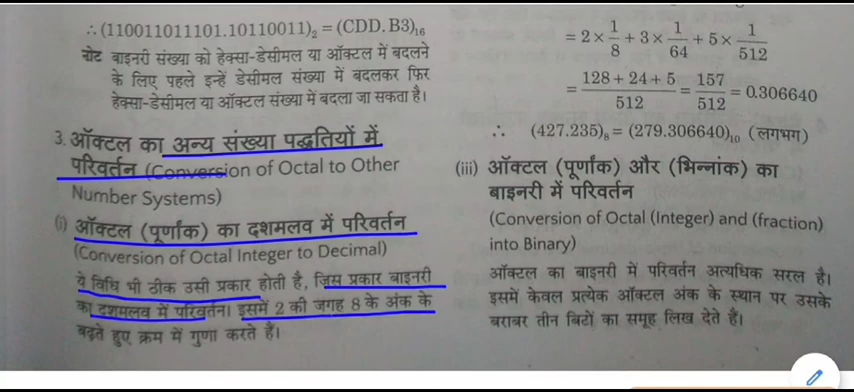 ∴ (110011011101.10110011)₂ = (CDD.B3)₁₆
नोट बाइनरी संख्या को हेक्सा-डेसीमल या ऑक्टल में बदलने
के लिए पहले इन्हें डेसीमल संख्या में बदलकर फिर
हेक्सा-डेसीमल या ऑक्टल संख्या में बदला जा सकता है।
3. ऑक्टल का अन्य संख्या पद्धतियों में
परिवर्तन (Conversion of Octal to Other
Number Systems)
(i) ऑक्टल (पूर्णांक) का दशमलव में परिवर्तन
(Conversion of Octal Integer to Decimal)
ये विधि भी ठीक उसी प्रकार होती है, जिस प्रकार बाइनरी
का दशमलव में परिवर्तन। इसमें 2 की जगह 8 के अंक के
बढ़ते हुए क्रम में गुणा करते हैं।
= 2 × 1/8 + 3 × 1/64 + 5 × 1/512
= 128 + 24 + 5/512 = 157/512 = 0.306640
∴ (427.235)₈ = (279.306640)₁₀ (लगभग)
(iii) ऑक्टल (पूर्णांक) और (भिन्नांक) का
बाइनरी में परिवर्तन
(Conversion of Octal (Integer) and (fraction)
into Binary)
ऑक्टल का बाइनरी में परिवर्तन अत्यधिक सरल है।
इसमें केवल प्रत्येक ऑक्टल अंक के स्थान पर उसके
बराबर तीन बिटों का समूह लिख देते हैं।